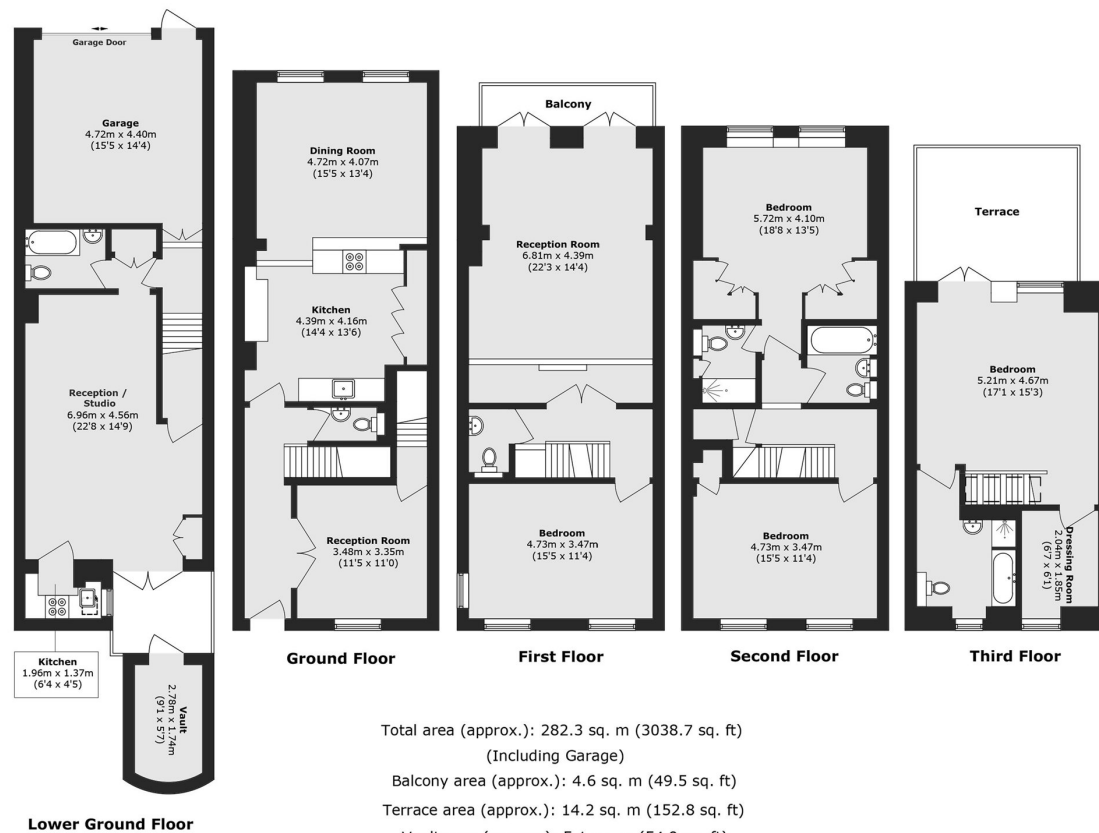 Garage Door
Garage
4.72m x 4.40m
(15'5 x 14'4)
Reception /
Studio
6.96m x 4.56m
(22'8 x 14'9)
Kitchen
1.96m x 1.37m
(6'4 x 4'5)
Vault
2.78m x 1.74m
(9'1 x 5'7)
Lower Ground Floor
Dining Room
4.72m x 4.07m
(15'5 x 13'4)
Kitchen
4.39m x 4.16m
(14'4 x 13'6)
Reception Room
3.48m x 3.35m
(11'5 x 11'0)
Ground Floor
Balcony
Reception Room
6.81m x 4.39m
(22'3 x 14'4)
Bedroom
4.73m x 3.47m
(15'5 x 11'4)
First Floor
Bedroom
5.72m x 4.10m
(18'8 x 13'5)
Bedroom
4.73m x 3.47m
(15'5 x 11'4)
Second Floor
Terrace
Bedroom
5.21m x 4.67m
(17'1 x 15'3)
Dressing Room
2.04m x 1.85m
(6'7 x 6'1)
Third Floor
Total area (approx.): 282.3 sq. m (3038.7 sq. ft)
(Including Garage)
Balcony area (approx.): 4.6 sq. m (49.5 sq. ft)
Terrace area (approx.): 14.2 sq. m (152.8 sq. ft)